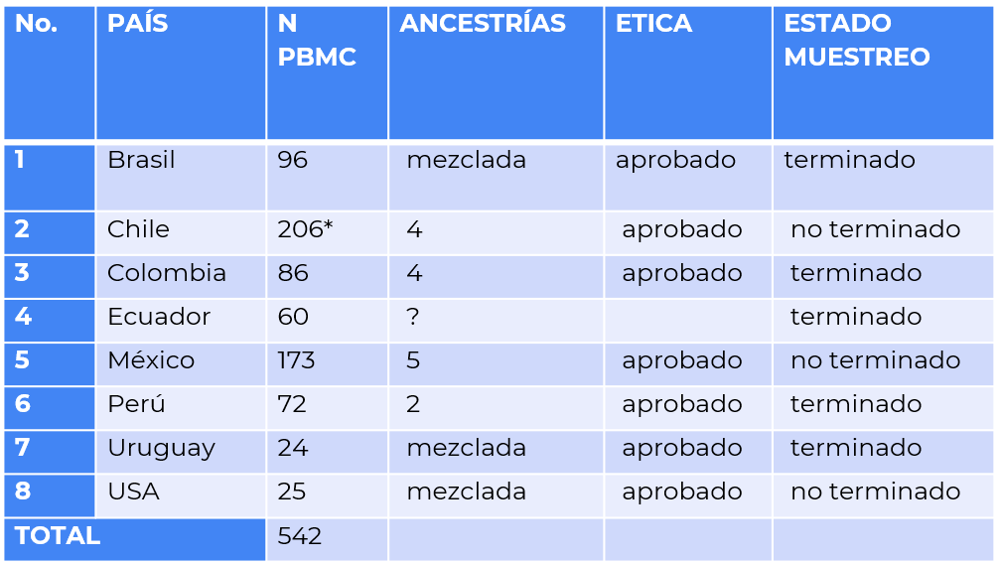 No. PAÍS N PBMC ANCESTRÍAS ETICA ESTADO MUESTREO
1 Brasil 96 mezclada aprobado terminado
2 Chile 206* 4 aprobado no terminado
3 Colombia 86 4 aprobado terminado
4 Ecuador 60 ? terminado
5 México 173 5 aprobado no terminado
6 Perú 72 2 aprobado terminado
7 Uruguay 24 mezclada aprobado terminado
8 USA 25 mezclada aprobado no terminado
TOTAL 542